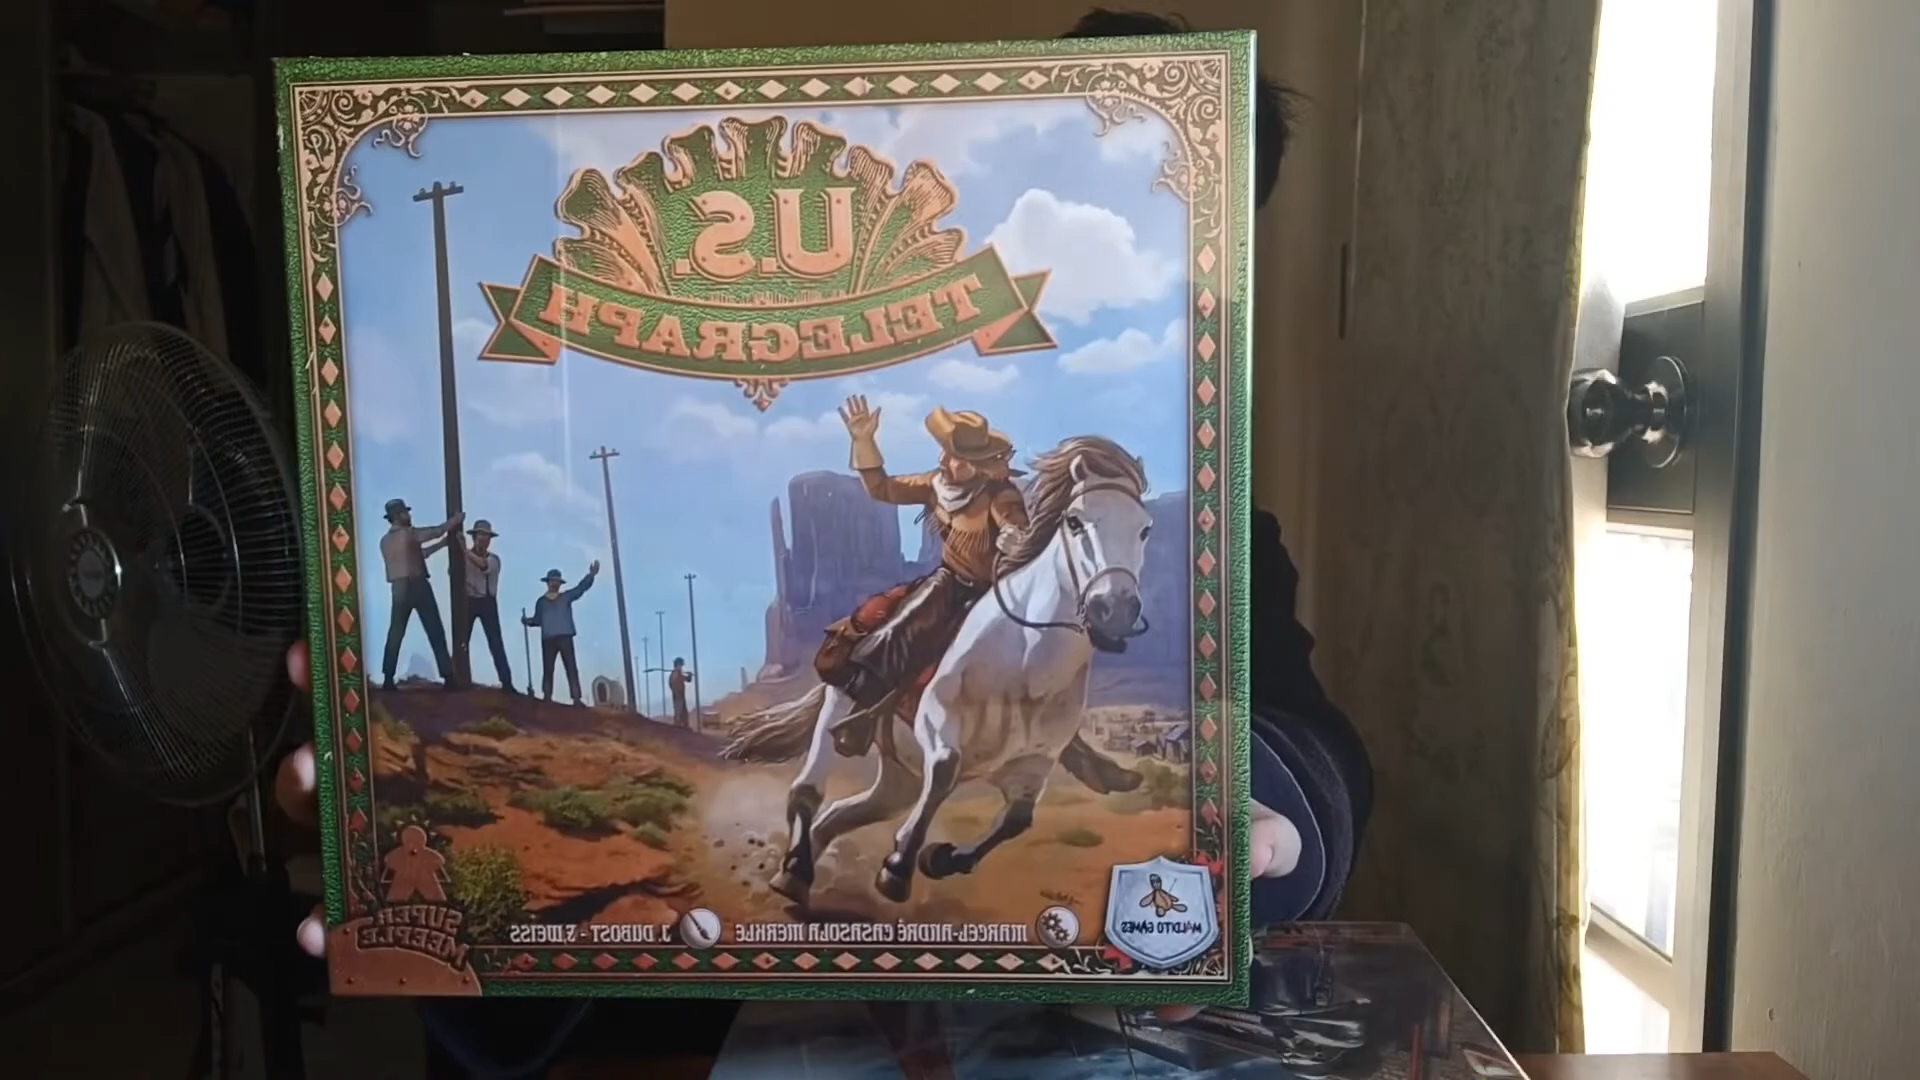 U.S.
TELEGRAPH
MARCEL-ANDRÉ CASASOLA MERKLE
J. DUBOST - F. WEISS
MALDITO GAMES
SUPER
MEEPLE